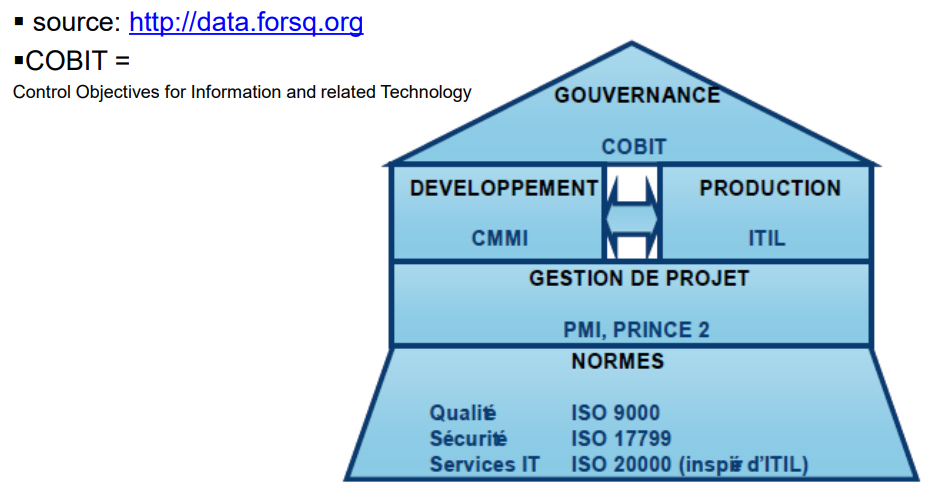 ▪ source: http://data.forsq.org
▪COBIT =
Control Objectives for Information and related Technology
GOUVERNANCE
COBIT
DEVELOPPEMENT
CMMI
PRODUCTION
ITIL
GESTION DE PROJET
PMI, PRINCE 2
NORMES
Qualité ISO 9000
Sécurité ISO 17799
Services IT ISO 20000 (inspiré d'ITIL)